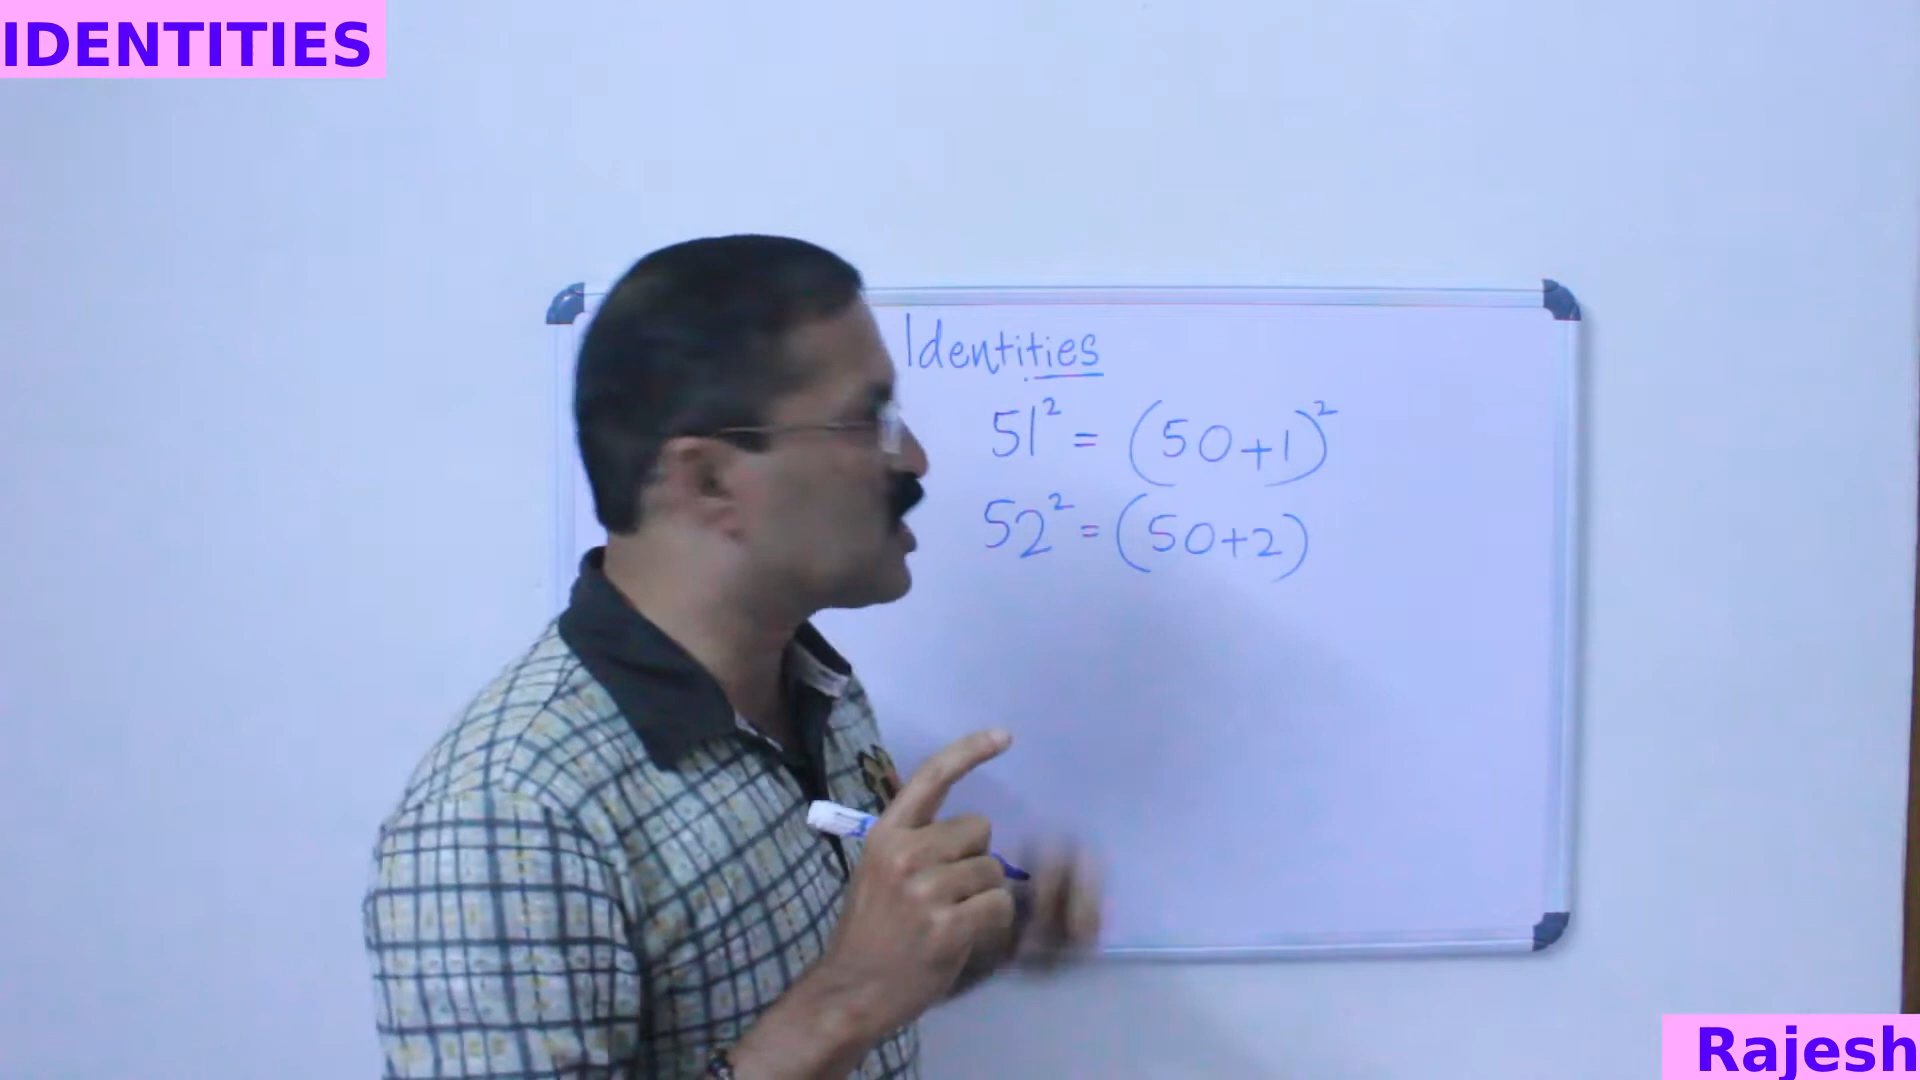 IDENTITIES
Identities
51² = (50+1)²
52² = (50+2)
Rajesh